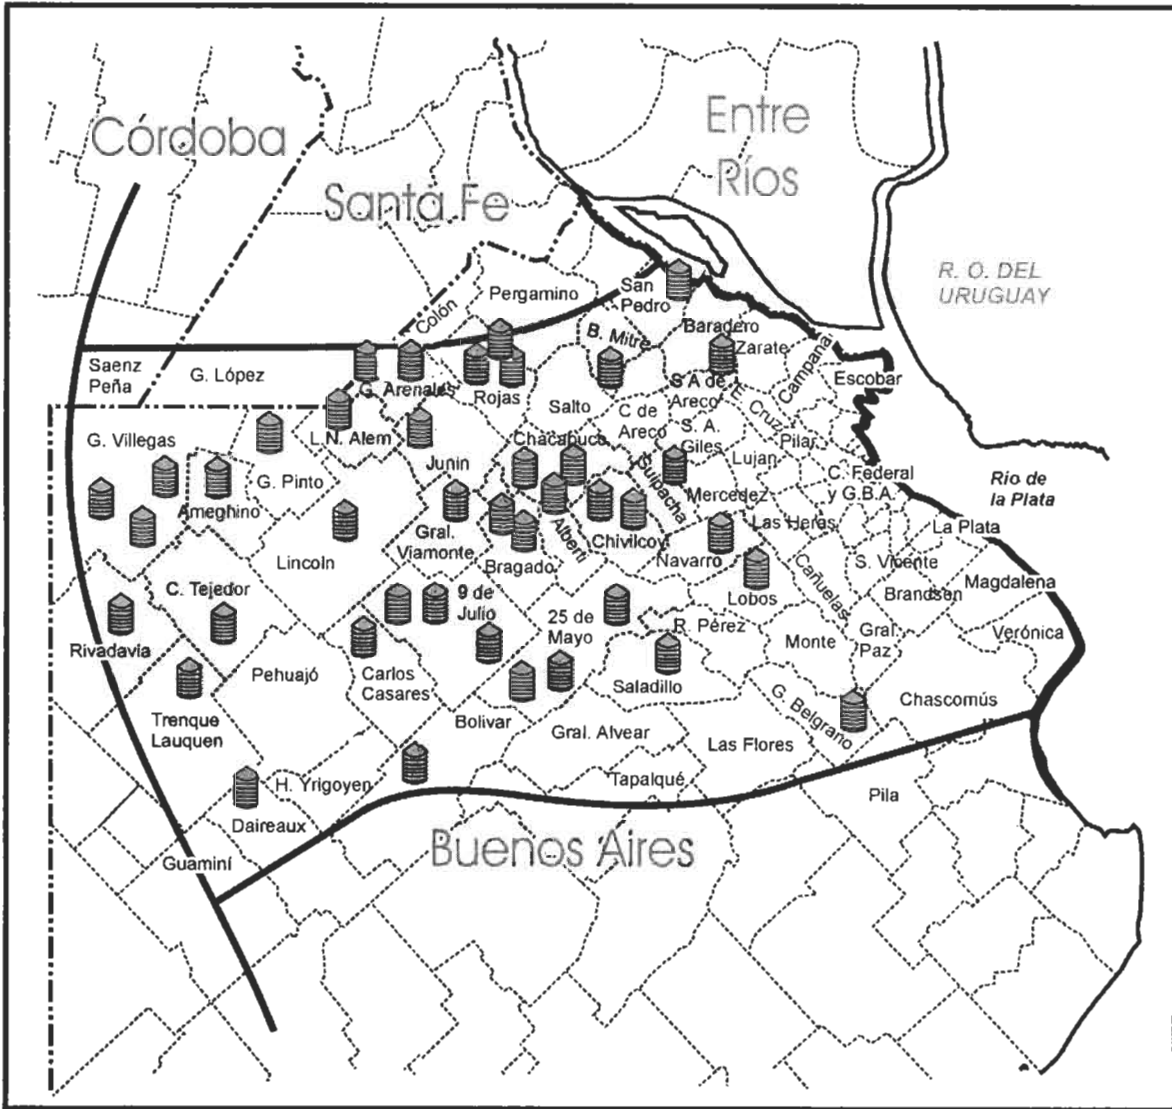 Entre
Ríos
Córdoba
Santa Fe
R. O. DEL
URUGUAY
San
Pedro
Pergamino
Colón
B. Mitre
Baradero
Zarate
Campana
Saenz
Peña
G. López
G. Arenales
Rojas
Salto
S A de
Areco
Escobar
E. Cruz
C de
Areco
S. A.
Giles
Pilar
G. Villegas
L.N. Alem
Junin
Chacabuco
Suipacha
Lujan
C. Federal
y G.B.A.
Río de
la Plata
Ameghino
G. Pinto
Mercedez
Las Heras
La Plata
Lincoln
Gral.
Viamonte
Bragado
Alberti
Chivilcoy
Navarro
Cañuelas
S. Vicente
Brandsen
Magdalena
C. Tejedor
9 de
Julio
25 de
Mayo
Lobos
R. Pérez
Monte
Gral.
Paz
Verónica
Rivadavia
Pehuajó
Carlos
Casares
Saladillo
G. Belgrano
Chascomús
Trenque
Lauquen
Bolivar
Gral. Alvear
Las Flores
H. Yrigoyen
Tapalqué
Pila
Daireaux
Guaminí
Buenos Aires